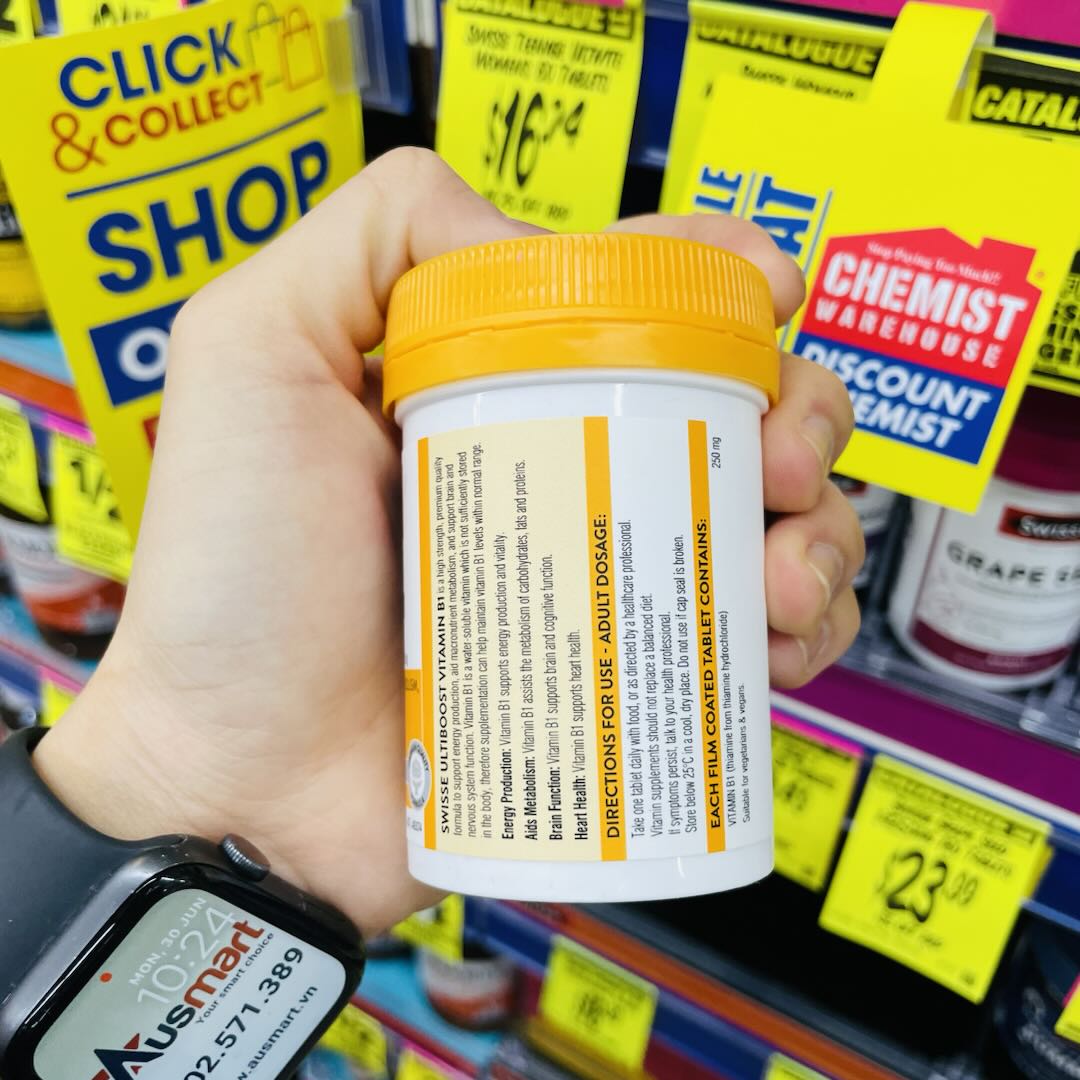 CLICK
& COLLECT
SHOP
$16.
CATALOGUE
CATAL
Stop Paying Too Much!!
CHEMIST
WAREHOUSE
DISCOUNT
EMIST
SWISSE ULTIBOOST VITAMIN B1 is a high strength, premium quality
formula to support energy production, aid macronutrient metabolism, and support brain and
nervous system function. Vitamin B1 is a water-soluble vitamin which is not sufficiently stored
in the body, therefore supplementation can help maintain vitamin B1 levels within normal range.
Energy Production: Vitamin B1 supports energy production and vitality.
Aids Metabolism: Vitamin B1 assists the metabolism of carbohydrates, fats and proteins.
Brain Function: Vitamin B1 supports brain and cognitive function.
Heart Health: Vitamin B1 supports heart health.
DIRECTIONS FOR USE - ADULT DOSAGE:
Take one tablet daily with food, or as directed by a healthcare professional.
Vitamin supplements should not replace a balanced diet.
If symptoms persist, talk to your health professional.
Store below 25°C in a cool, dry place. Do not use if cap seal is broken.
EACH FILM COATED TABLET CONTAINS:
VITAMIN B1 (thiamine from thiamine hydrochloride) 250 mg
Suitable for vegetarians & vegans.
SWISSE
GRAPE
$23
MON, 30 JUN
10:24
Ausmart
Your smart choice
02.571.389
w.ausmart.vn